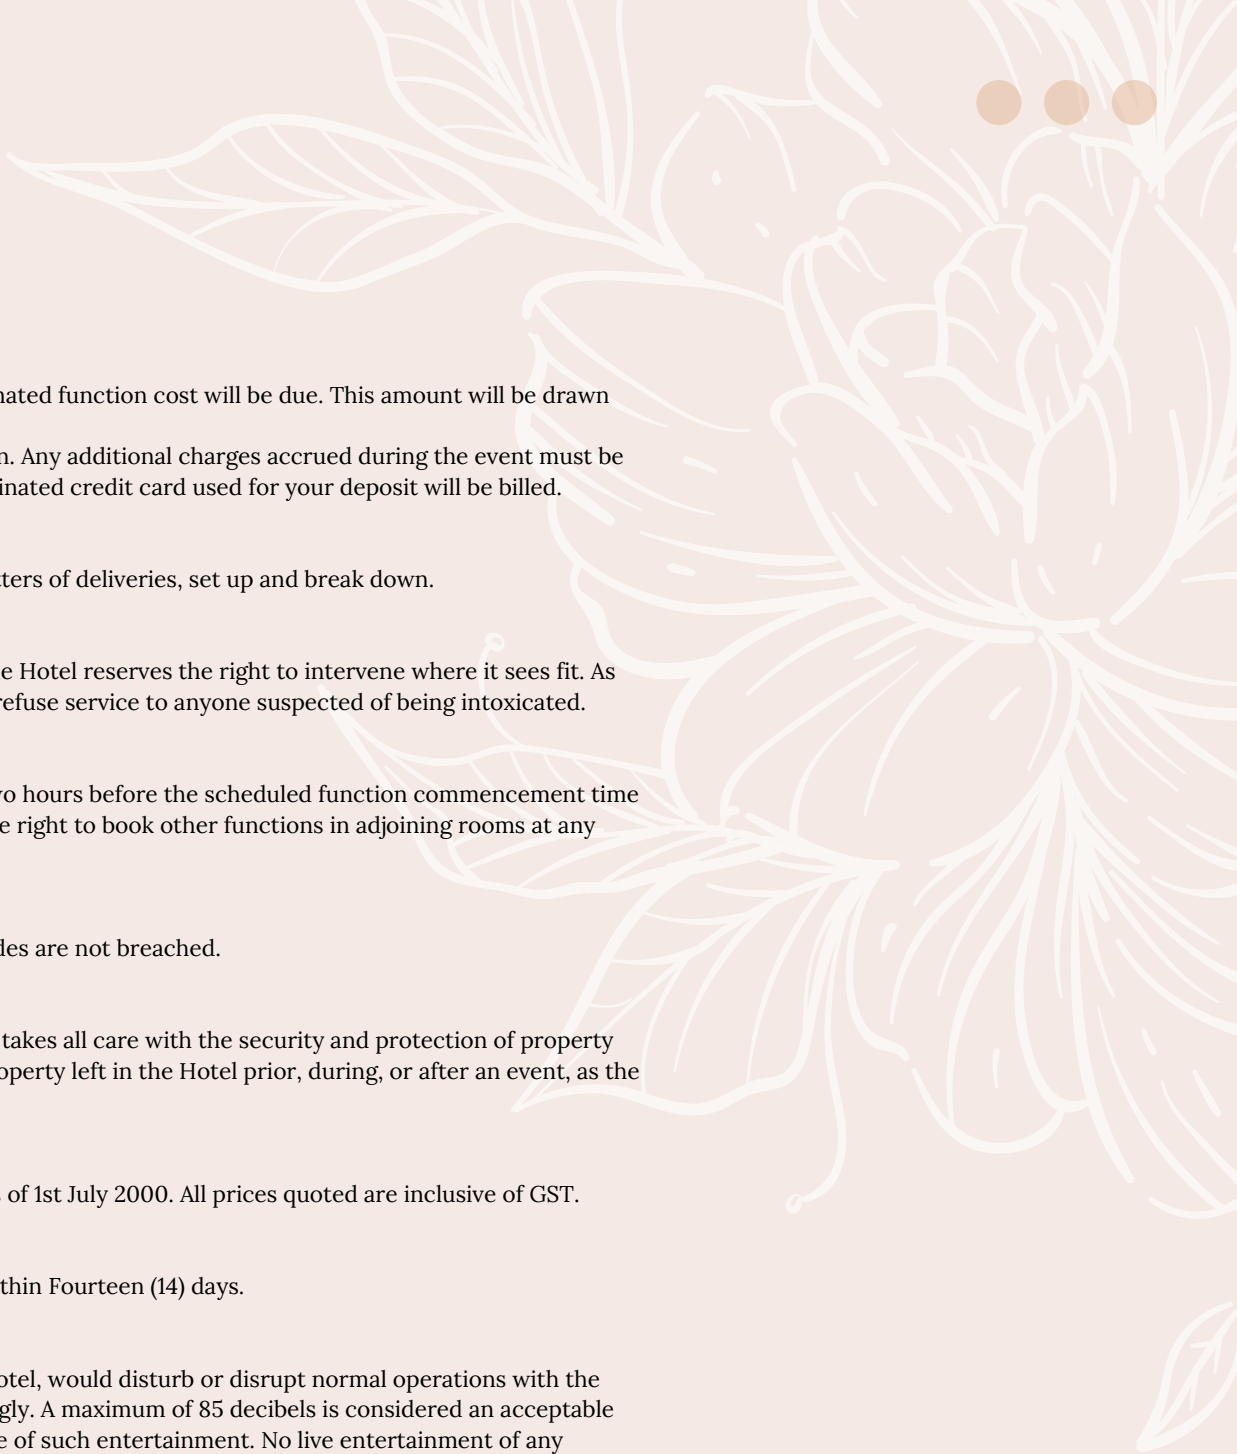 nated function cost will be due. This amount will be drawn
n. Any additional charges accrued during the event must be
inated credit card used for your deposit will be billed.
tters of deliveries, set up and break down.
e Hotel reserves the right to intervene where it sees fit. As
refuse service to anyone suspected of being intoxicated.
wo hours before the scheduled function commencement time
e right to book other functions in adjoining rooms at any
des are not breached.
takes all care with the security and protection of property
operty left in the Hotel prior, during, or after an event, as the
of 1st July 2000. All prices quoted are inclusive of GST.
thin Fourteen (14) days.
otel, would disturb or disrupt normal operations with the
gly. A maximum of 85 decibels is considered an acceptable
e of such entertainment. No live entertainment of any